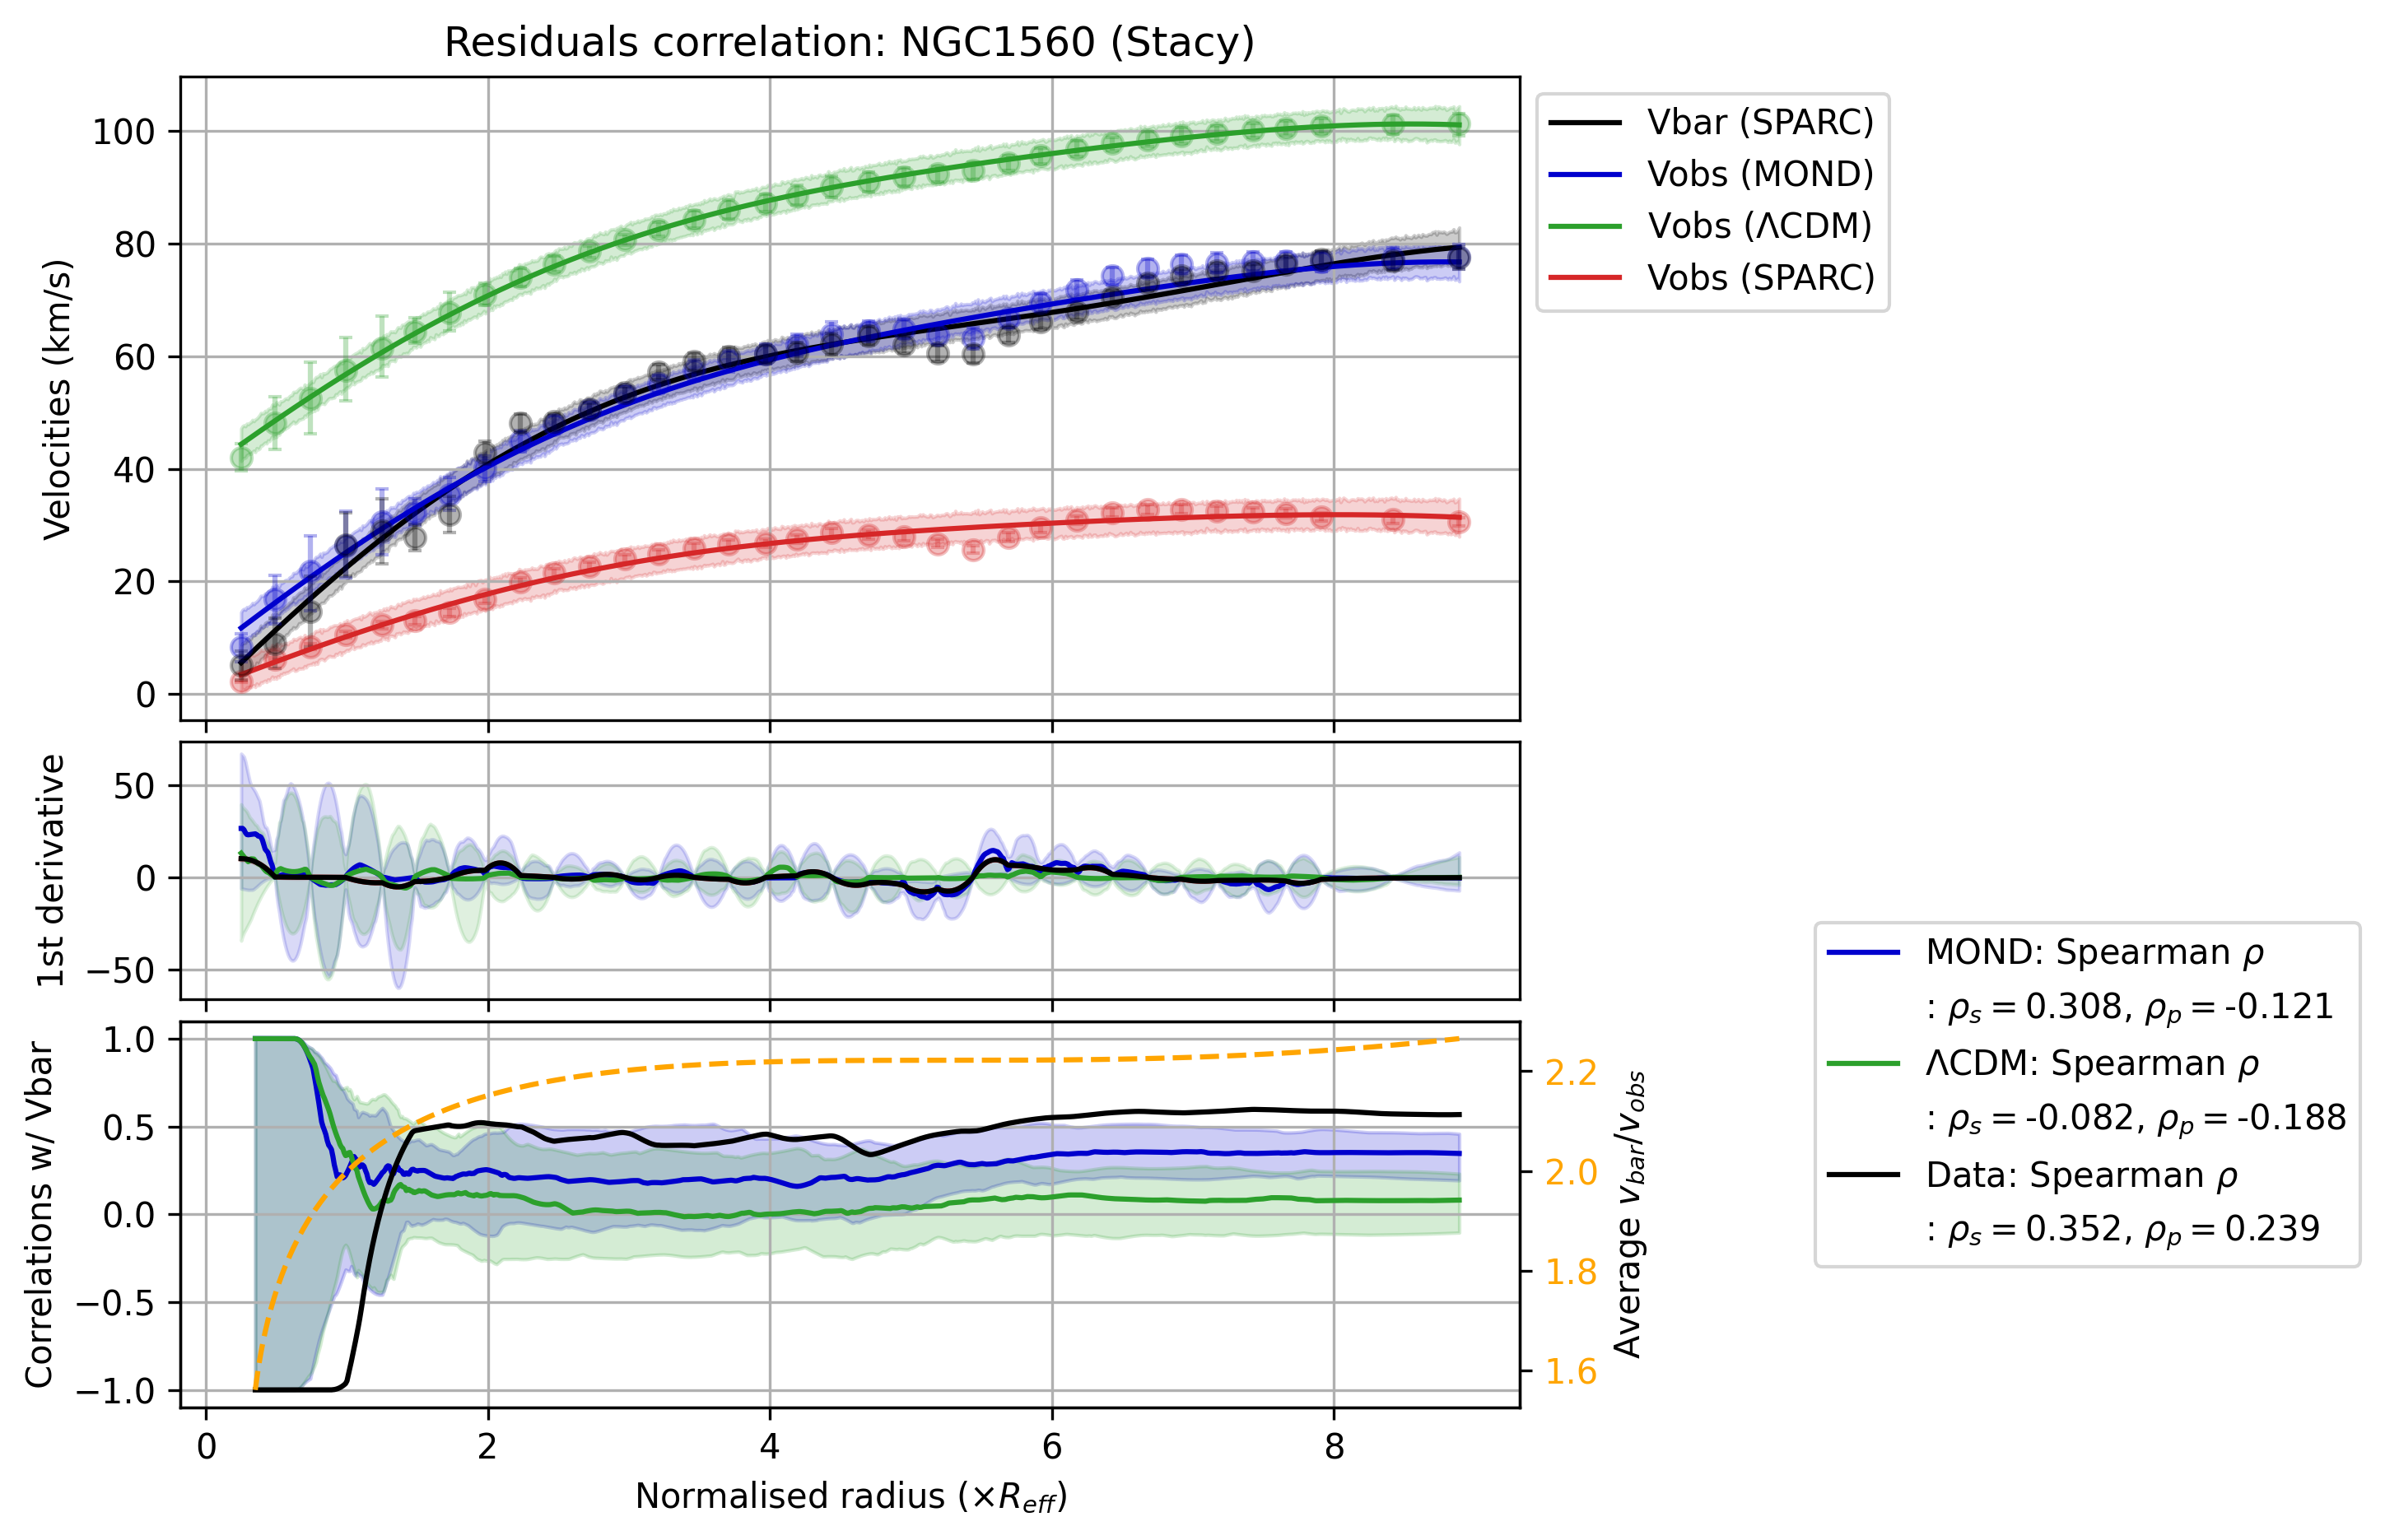 Residuals correlation: NGC1560 (Stacy)
Velocities (km/s)
100
80
60
40
20
0
Vbar (SPARC)
Vobs (MOND)
Vobs (ΛCDM)
Vobs (SPARC)
1st derivative
50
0
−50
Correlations w/ Vbar
1.0
0.5
0.0
−0.5
−1.0
2.2
2.0
1.8
1.6
Average v_bar/v_obs
MOND: Spearman ρ
: ρ_s = 0.308, ρ_p = -0.121
ΛCDM: Spearman ρ
: ρ_s = -0.082, ρ_p = -0.188
Data: Spearman ρ
: ρ_s = 0.352, ρ_p = 0.239
0 2 4 6 8
Normalised radius (×R_eff)